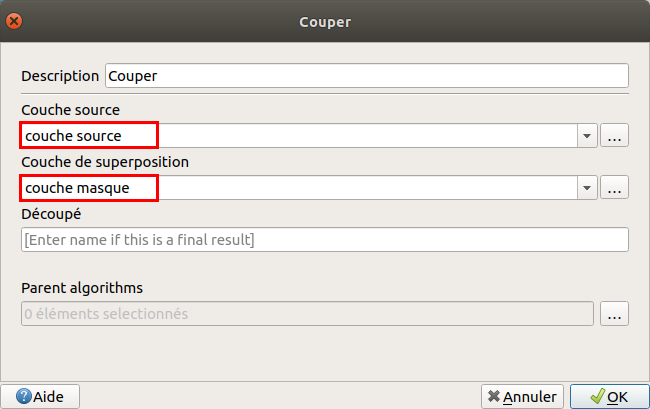 Couper
Description Couper
Couche source
couche source ...
Couche de superposition
couche masque ...
Découpé
[Enter name if this is a final result]
Parent algorithms
0 éléments selectionnés ...
Aide Annuler OK